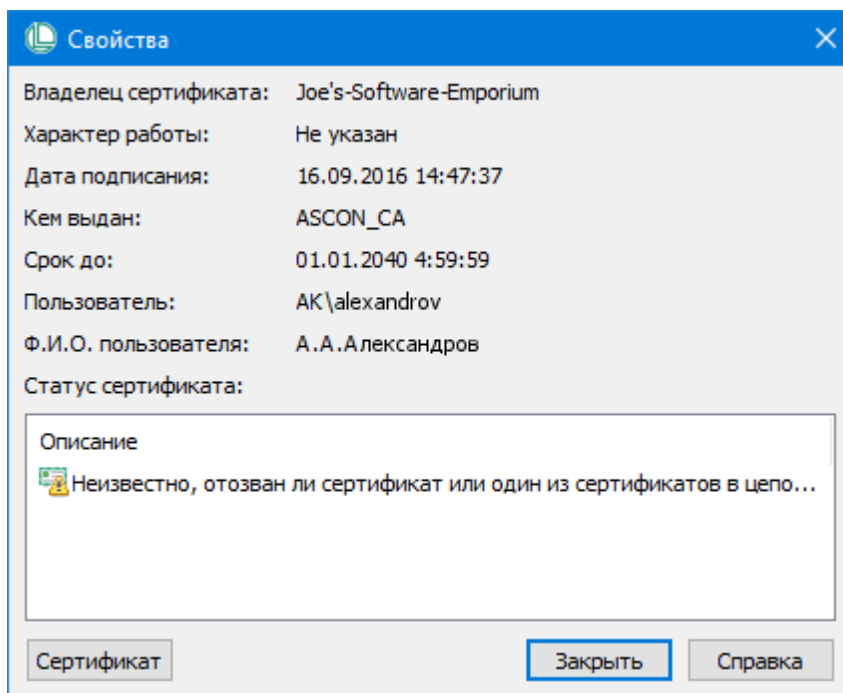 Свойства
Владелец сертификата: Joe's-Software-Emporium
Характер работы: Не указан
Дата подписания: 16.09.2016 14:47:37
Кем выдан: ASCON_CA
Срок до: 01.01.2040 4:59:59
Пользователь: AK\alexandrov
Ф.И.О. пользователя: А.А.Александров
Статус сертификата:
Описание
Неизвестно, отозван ли сертификат или один из сертификатов в цепо...
Сертификат Закрыть Справка